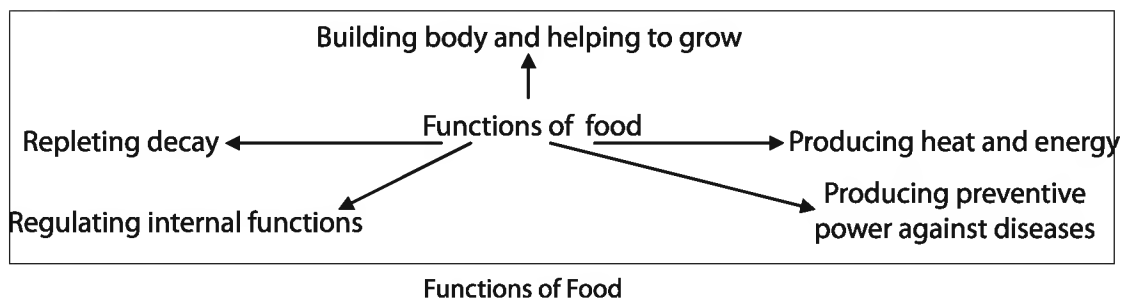 Building body and helping to grow
Functions of food
Repleting decay
Producing heat and energy
Regulating internal functions
Producing preventive
power against diseases
Functions of Food